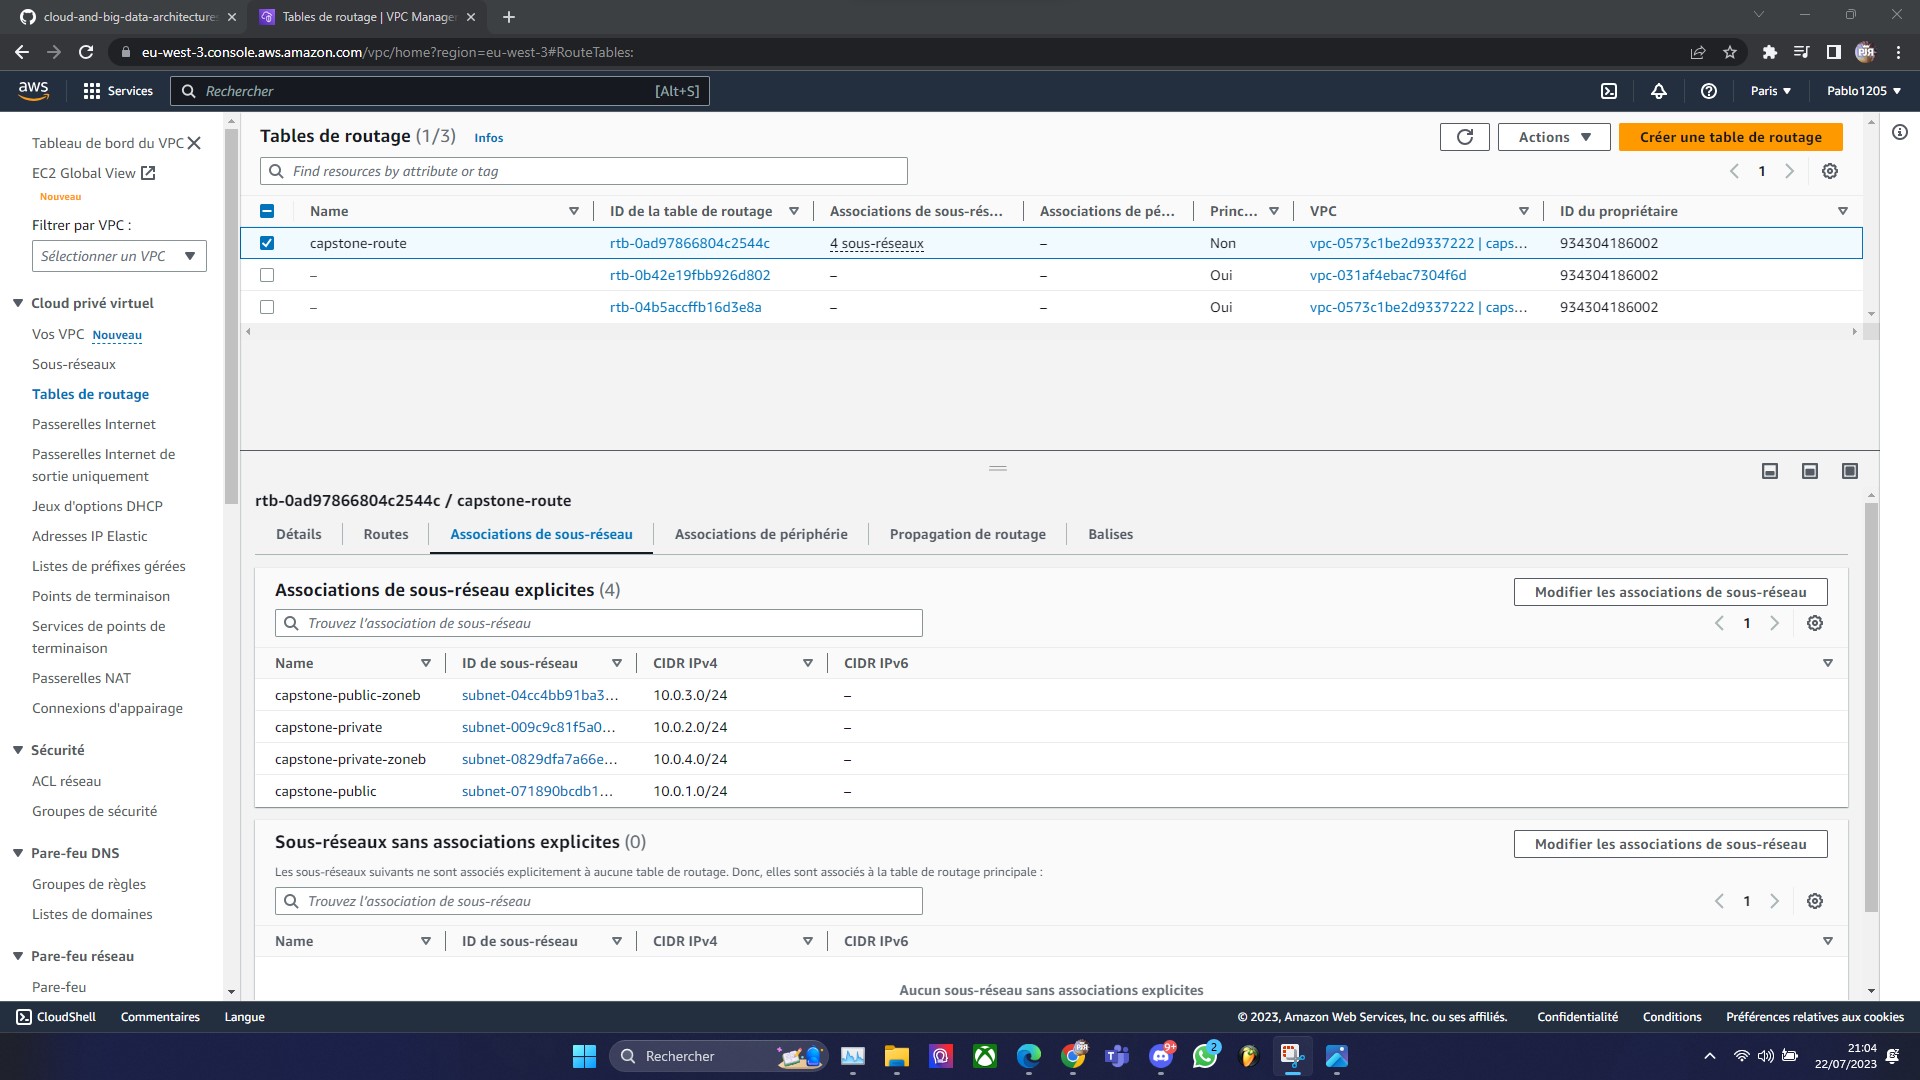 cloud-and-big-data-architectures
Tables de routage | VPC Manager
eu-west-3.console.aws.amazon.com/vpc/home?region=eu-west-3#RouteTables:
aws
Services
Rechercher
[Alt+S]
Paris
Pablo1205
Tableau de bord du VPC
EC2 Global View
Nouveau
Filtrer par VPC :
Sélectionner un VPC
Cloud privé virtuel
Vos VPC Nouveau
Sous-réseaux
Tables de routage
Passerelles Internet
Passerelles Internet de
sortie uniquement
Jeux d'options DHCP
Adresses IP Elastic
Listes de préfixes gérées
Points de terminaison
Services de points de
terminaison
Passerelles NAT
Connexions d'appairage
Sécurité
ACL réseau
Groupes de sécurité
Pare-feu DNS
Groupes de règles
Listes de domaines
Pare-feu réseau
Pare-feu
Tables de routage (1/3) Infos
Actions
Créer une table de routage
Find resources by attribute or tag
1
Name ID de la table de routage Associations de sous-rés... Associations de pé... Princ... VPC ID du propriétaire
capstone-route rtb-0ad97866804c2544c 4 sous-réseaux – Non vpc-0573c1be2d9337222 | caps... 934304186002
– rtb-0b42e19fbb926d802 – – Oui vpc-031af4ebac7304f6d 934304186002
– rtb-04b5accffb16d3e8a – – Oui vpc-0573c1be2d9337222 | caps... 934304186002
rtb-0ad97866804c2544c / capstone-route
Détails Routes Associations de sous-réseau Associations de périphérie Propagation de routage Balises
Associations de sous-réseau explicites (4)
Modifier les associations de sous-réseau
Trouvez l'association de sous-réseau
1
Name ID de sous-réseau CIDR IPv4 CIDR IPv6
capstone-public-zoneb subnet-04cc4bb91ba3... 10.0.3.0/24 –
capstone-private subnet-009c9c81f5a0... 10.0.2.0/24 –
capstone-private-zoneb subnet-0829dfa7a66e... 10.0.4.0/24 –
capstone-public subnet-071890bcdb1... 10.0.1.0/24 –
Sous-réseaux sans associations explicites (0)
Modifier les associations de sous-réseau
Les sous-réseaux suivants ne sont associés explicitement à aucune table de routage. Donc, elles sont associés à la table de routage principale :
Trouvez l'association de sous-réseau
1
Name ID de sous-réseau CIDR IPv4 CIDR IPv6
Aucun sous-réseau sans associations explicites
CloudShell Commentaires Langue
© 2023, Amazon Web Services, Inc. ou ses affiliés. Confidentialité Conditions Préférences relatives aux cookies
Rechercher
9+
2
21:04
22/07/2023